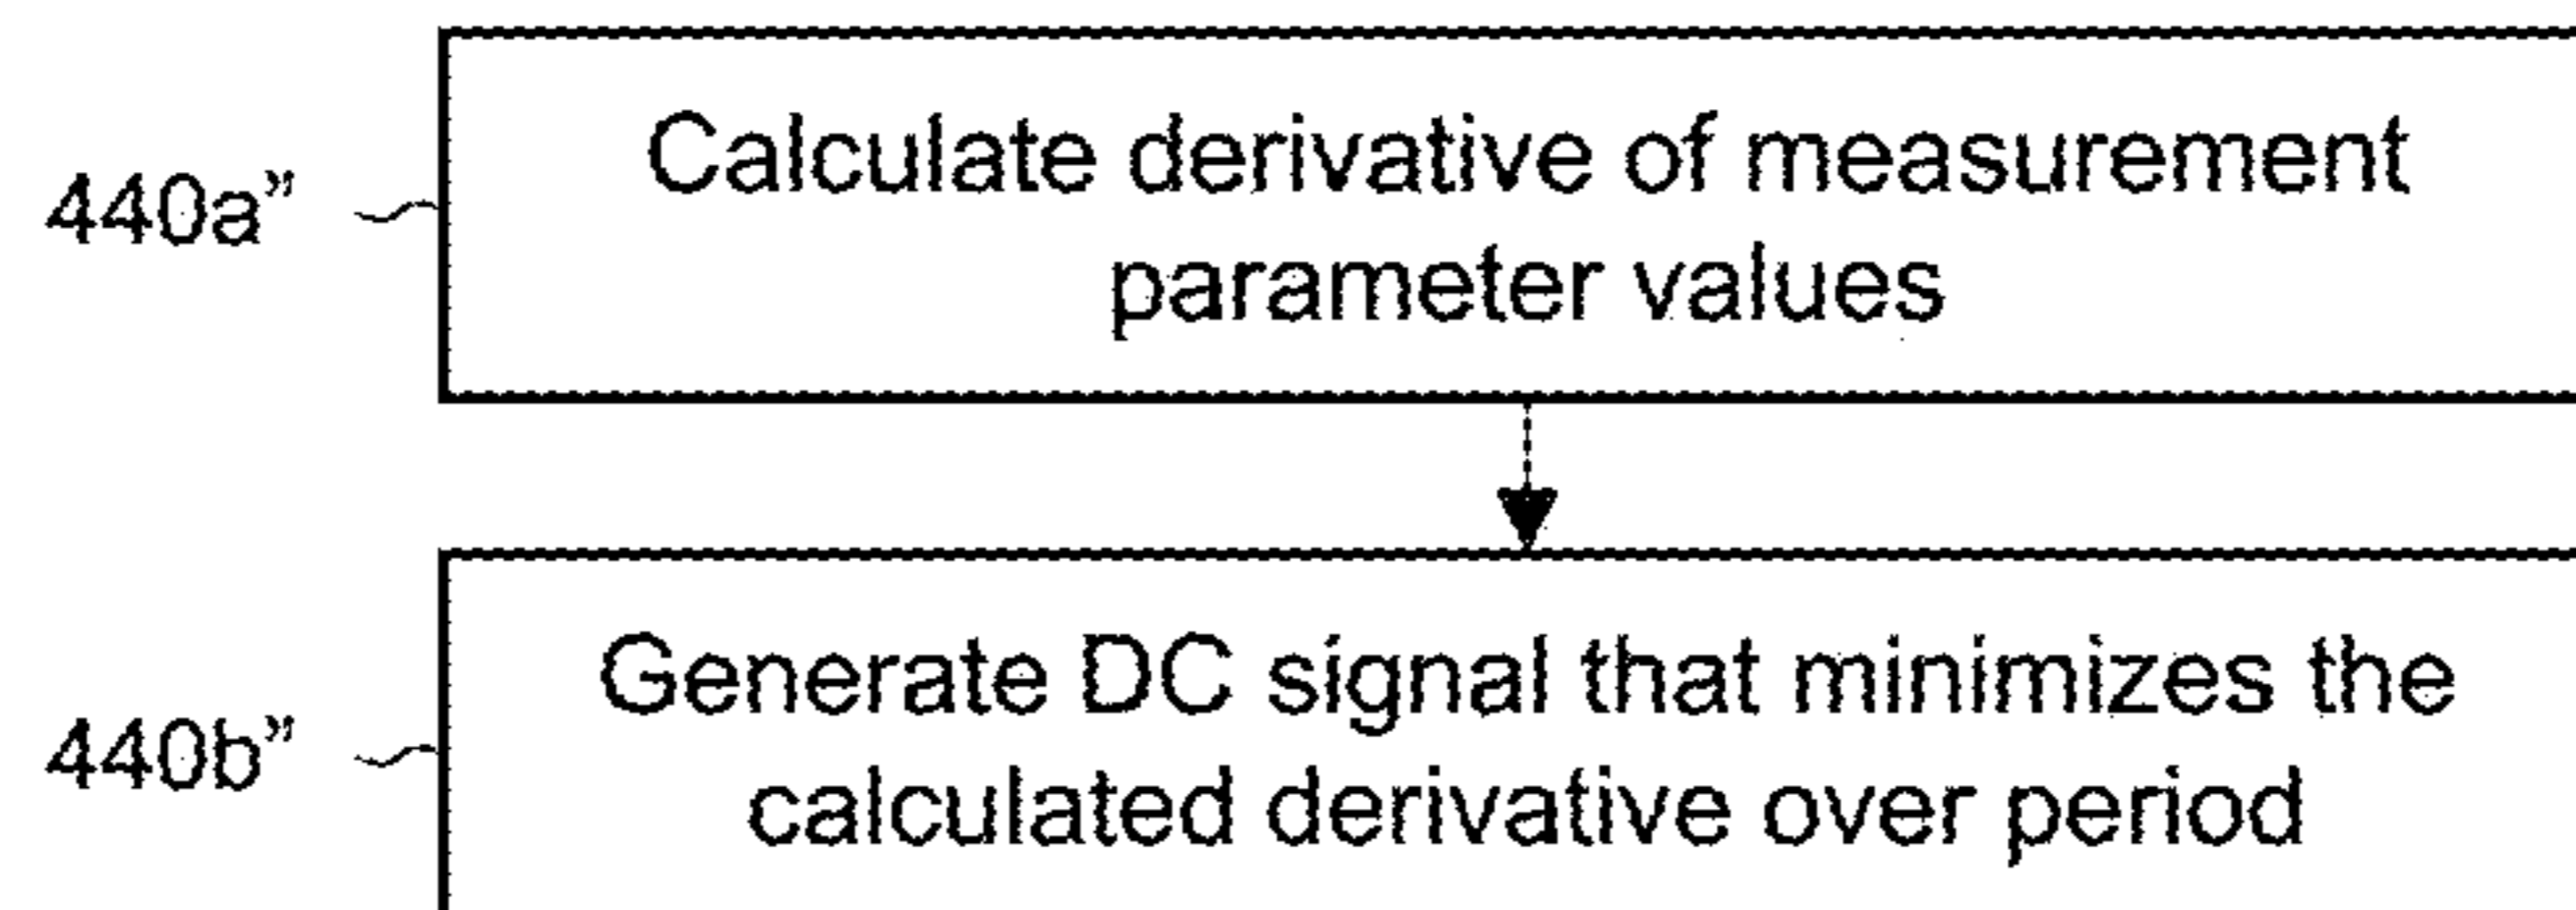 440a”
Calculate derivative of measurement
parameter values
440b”
Generate DC signal that minimizes the
calculated derivative over period